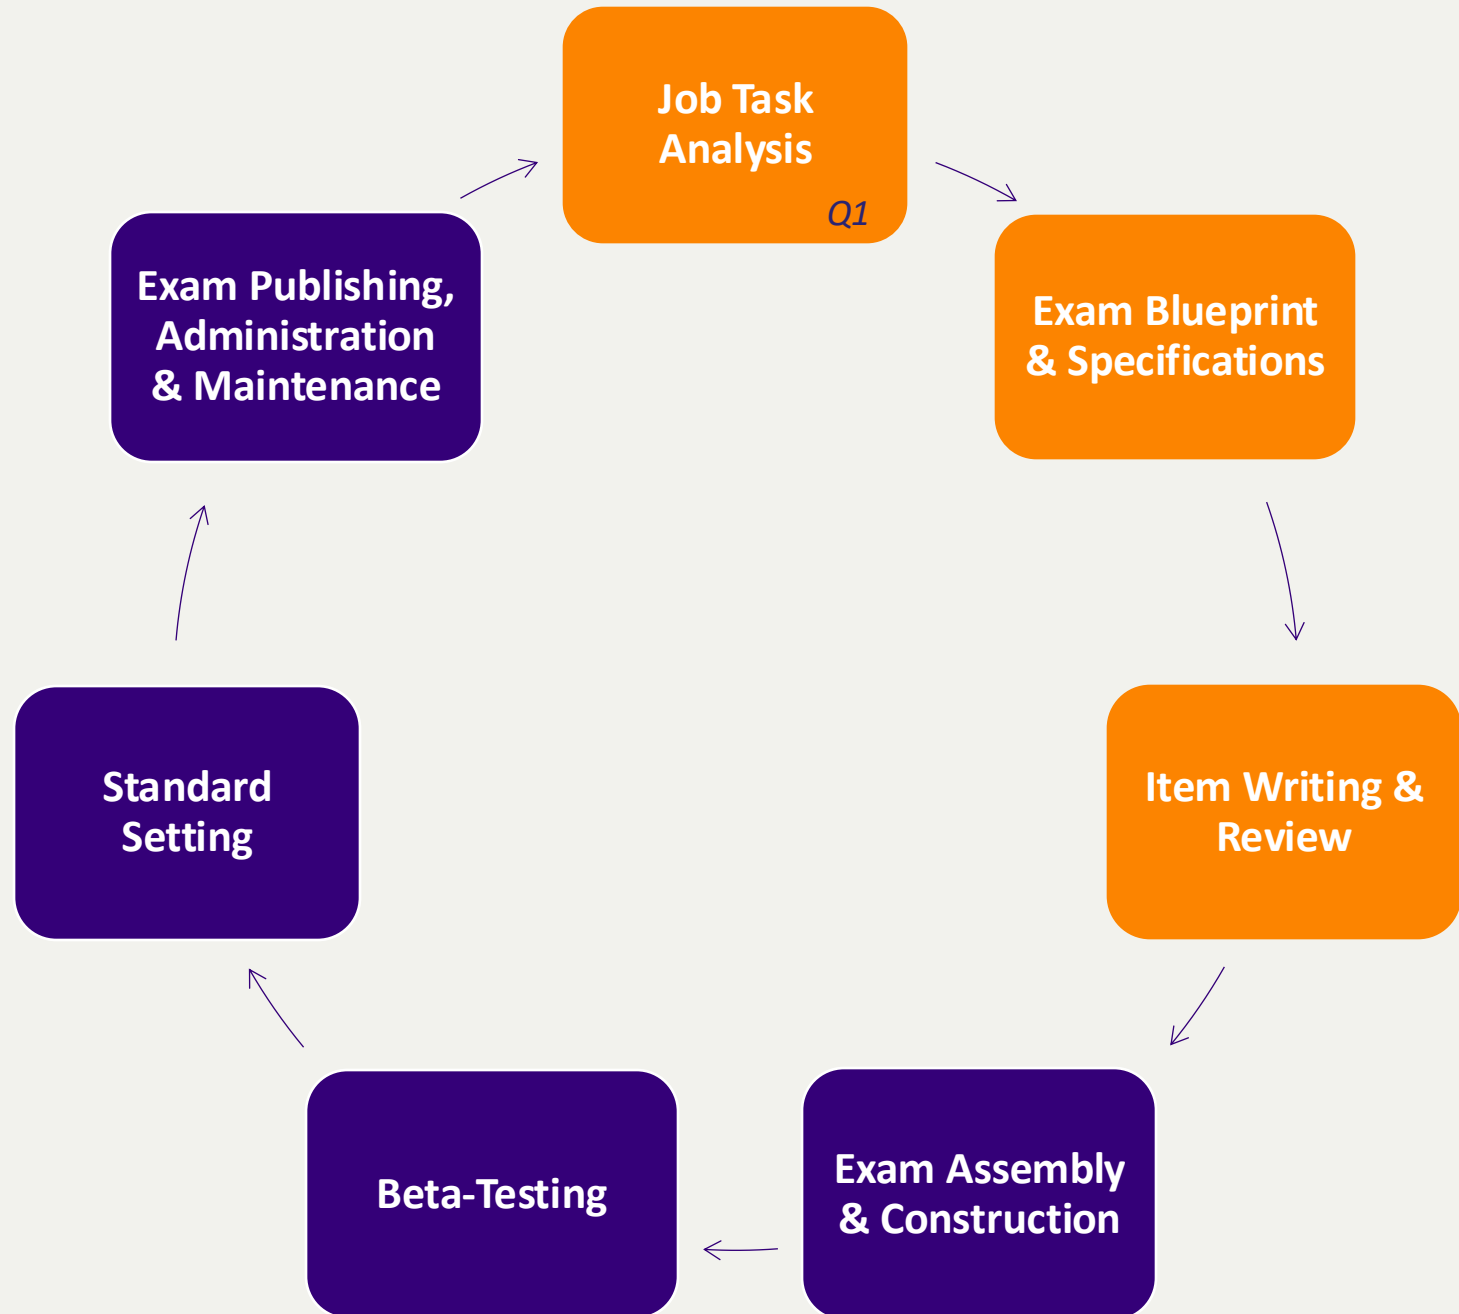 Job Task
Analysis
Q1
Exam Blueprint
& Specifications
Item Writing &
Review
Exam Assembly
& Construction
Beta-Testing
Standard
Setting
Exam Publishing,
Administration
& Maintenance